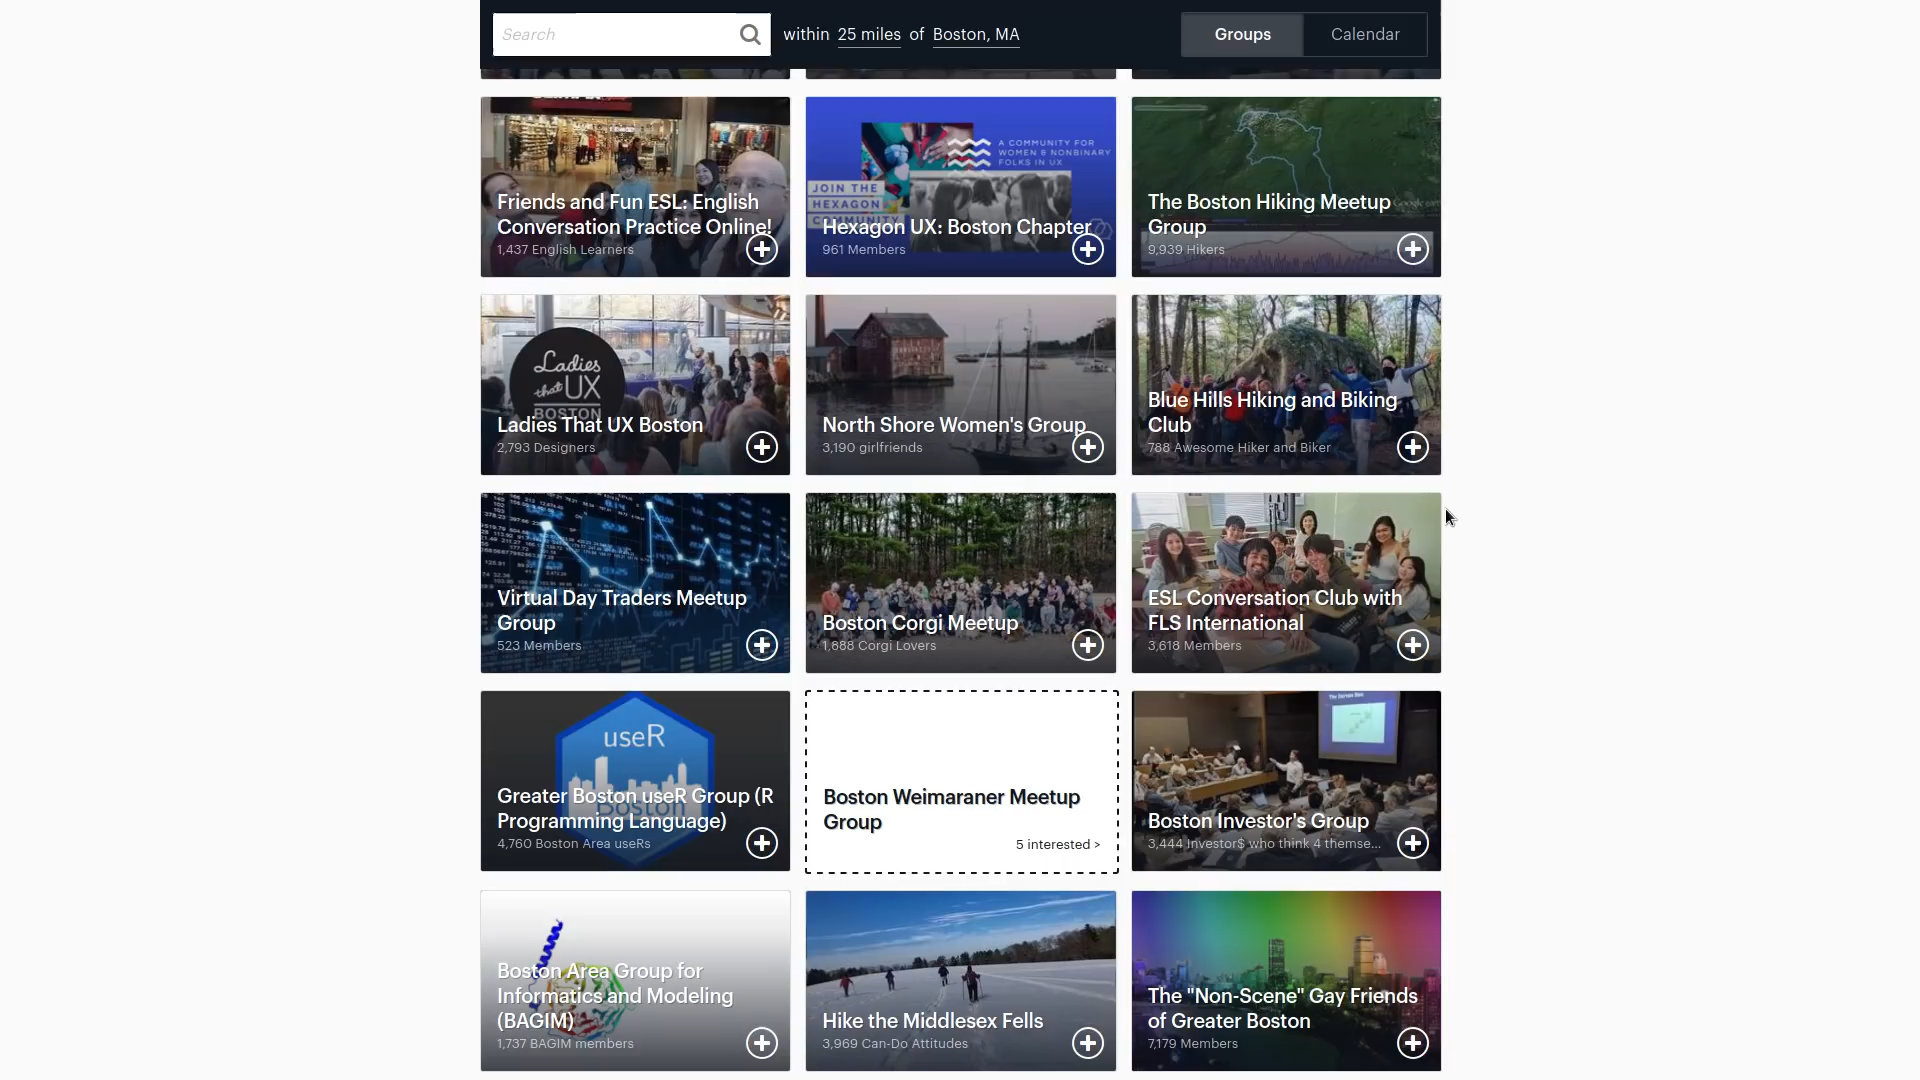 Search
within 25 miles of Boston, MA
Groups
Calendar
Friends and Fun ESL: English
Conversation Practice Online!
1,437 English Learners
A COMMUNITY FOR
WOMEN & NONBINARY
FOLKS IN UX
JOIN THE
HEXAGON
COMMUNITY
Hexagon UX: Boston Chapter
961 Members
The Boston Hiking Meetup
Group
9,939 Hikers
Ladies
that UX
BOSTON
Ladies That UX Boston
2,793 Designers
North Shore Women's Group
3,190 girlfriends
Blue Hills Hiking and Biking
Club
788 Awesome Hiker and Biker
Virtual Day Traders Meetup
Group
523 Members
Boston Corgi Meetup
1,888 Corgi Lovers
ESL Conversation Club with
FLS International
3,618 Members
useR
Boston
Greater Boston useR Group (R
Programming Language)
4,760 Boston Area useRs
Boston Weimaraner Meetup
Group
5 interested >
Boston Investor's Group
3,444 Investor$ who think 4 themse...
Boston Area Group for
Informatics and Modeling
(BAGIM)
1,737 BAGIM members
Hike the Middlesex Fells
3,969 Can-Do Attitudes
The "Non-Scene" Gay Friends
of Greater Boston
7,179 Members